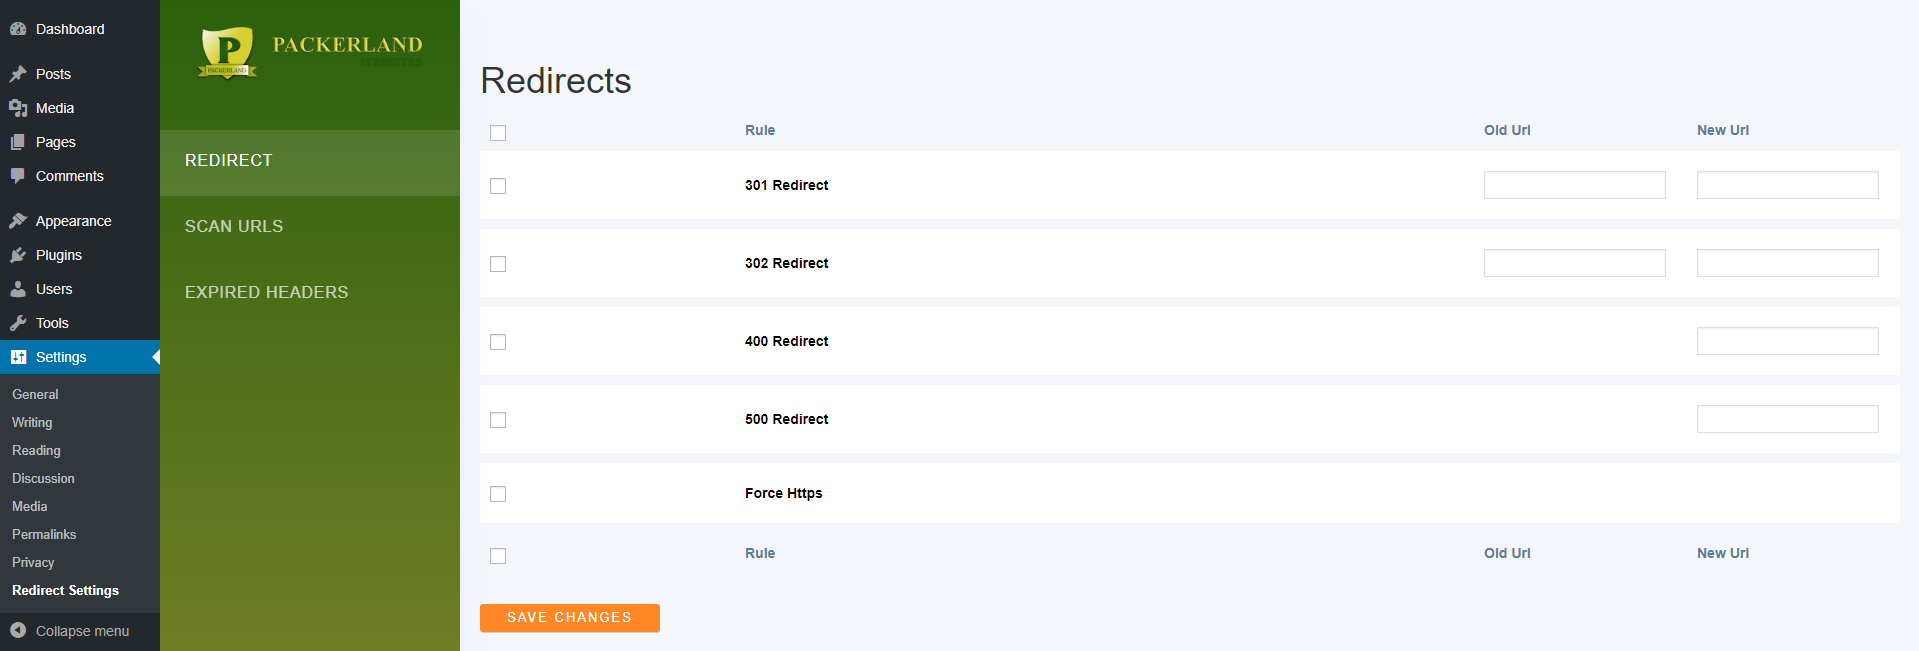 Dashboard
Posts
Media
Pages
Comments
Appearance
Plugins
Users
Tools
Settings
General
Writing
Reading
Discussion
Media
Permalinks
Privacy
Redirect Settings
Collapse menu
P
PACKERLAND
PACKERLAND
WEBSITES
REDIRECT
SCAN URLS
EXPIRED HEADERS
Redirects
Rule Old Url New Url
301 Redirect
302 Redirect
400 Redirect
500 Redirect
Force Https
Rule Old Url New Url
SAVE CHANGES